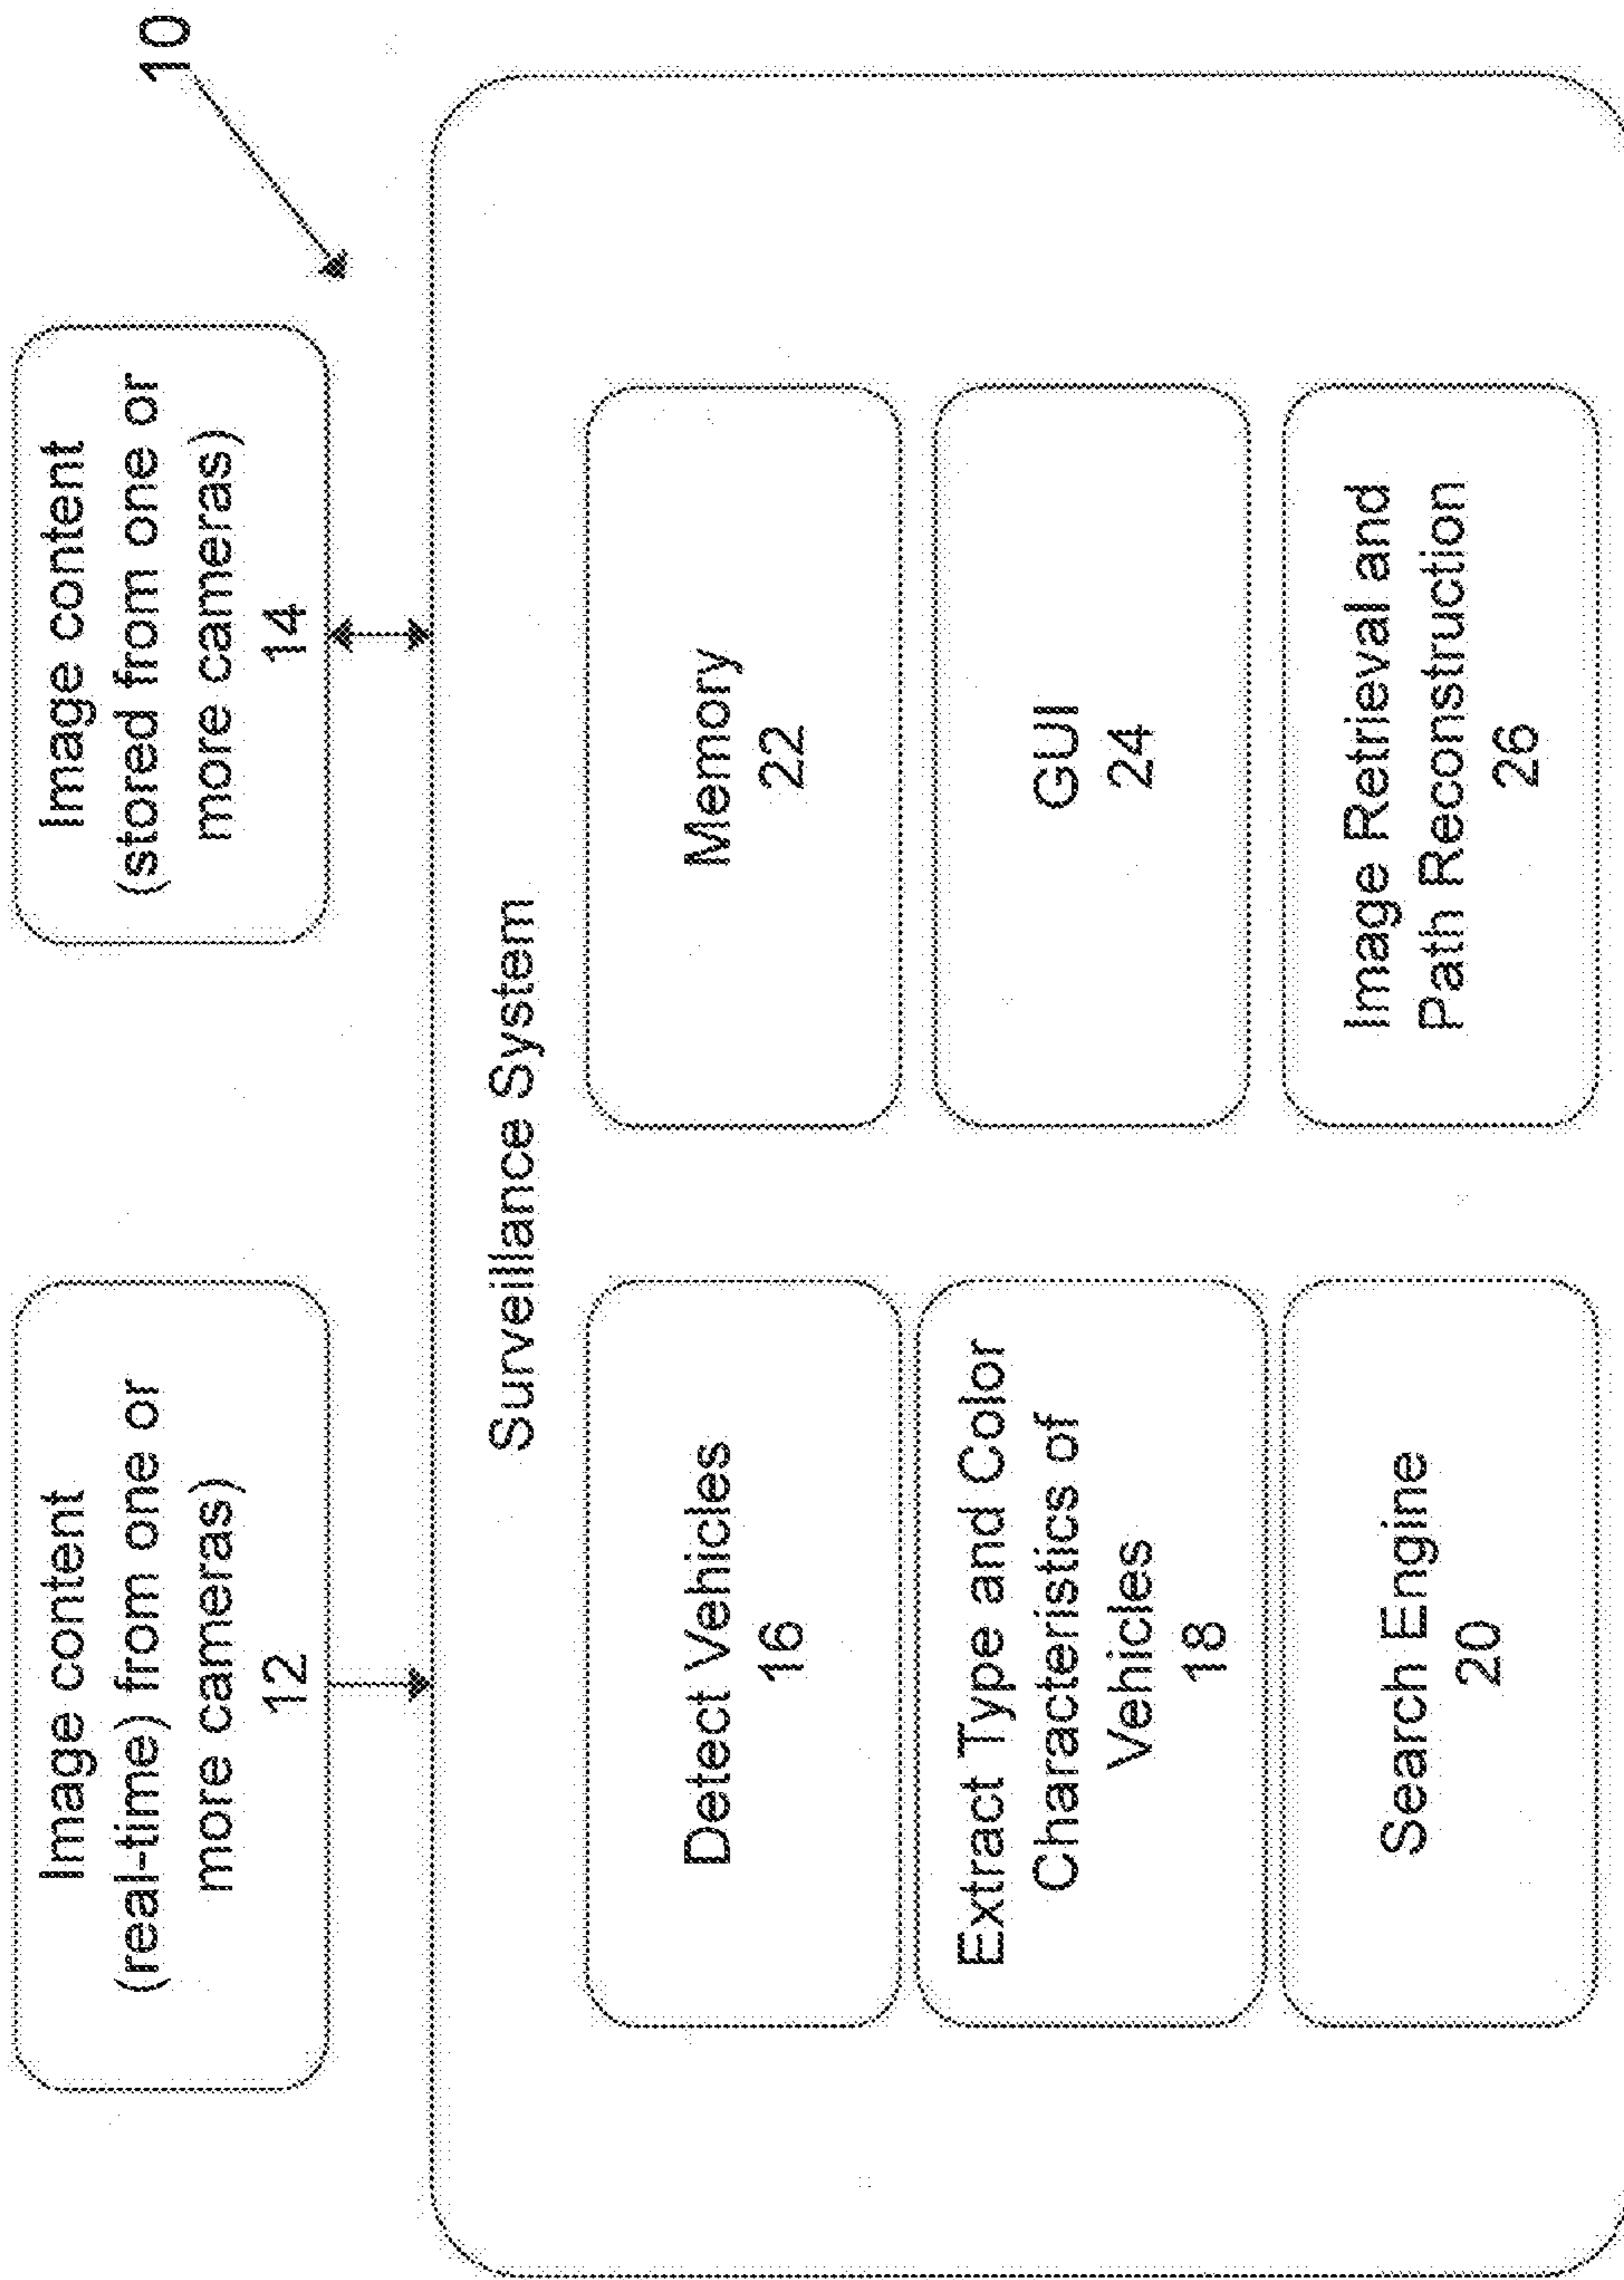 10
Image content
(real-time) from one or
more cameras)
12
Image content
(stored from one or
more cameras)
14
Surveillance System
Detect Vehicles
16
Extract Type and Color
Characteristics of
Vehicles
18
Search Engine
20
Memory
22
GUI
24
Image Retrieval and
Path Reconstruction
26